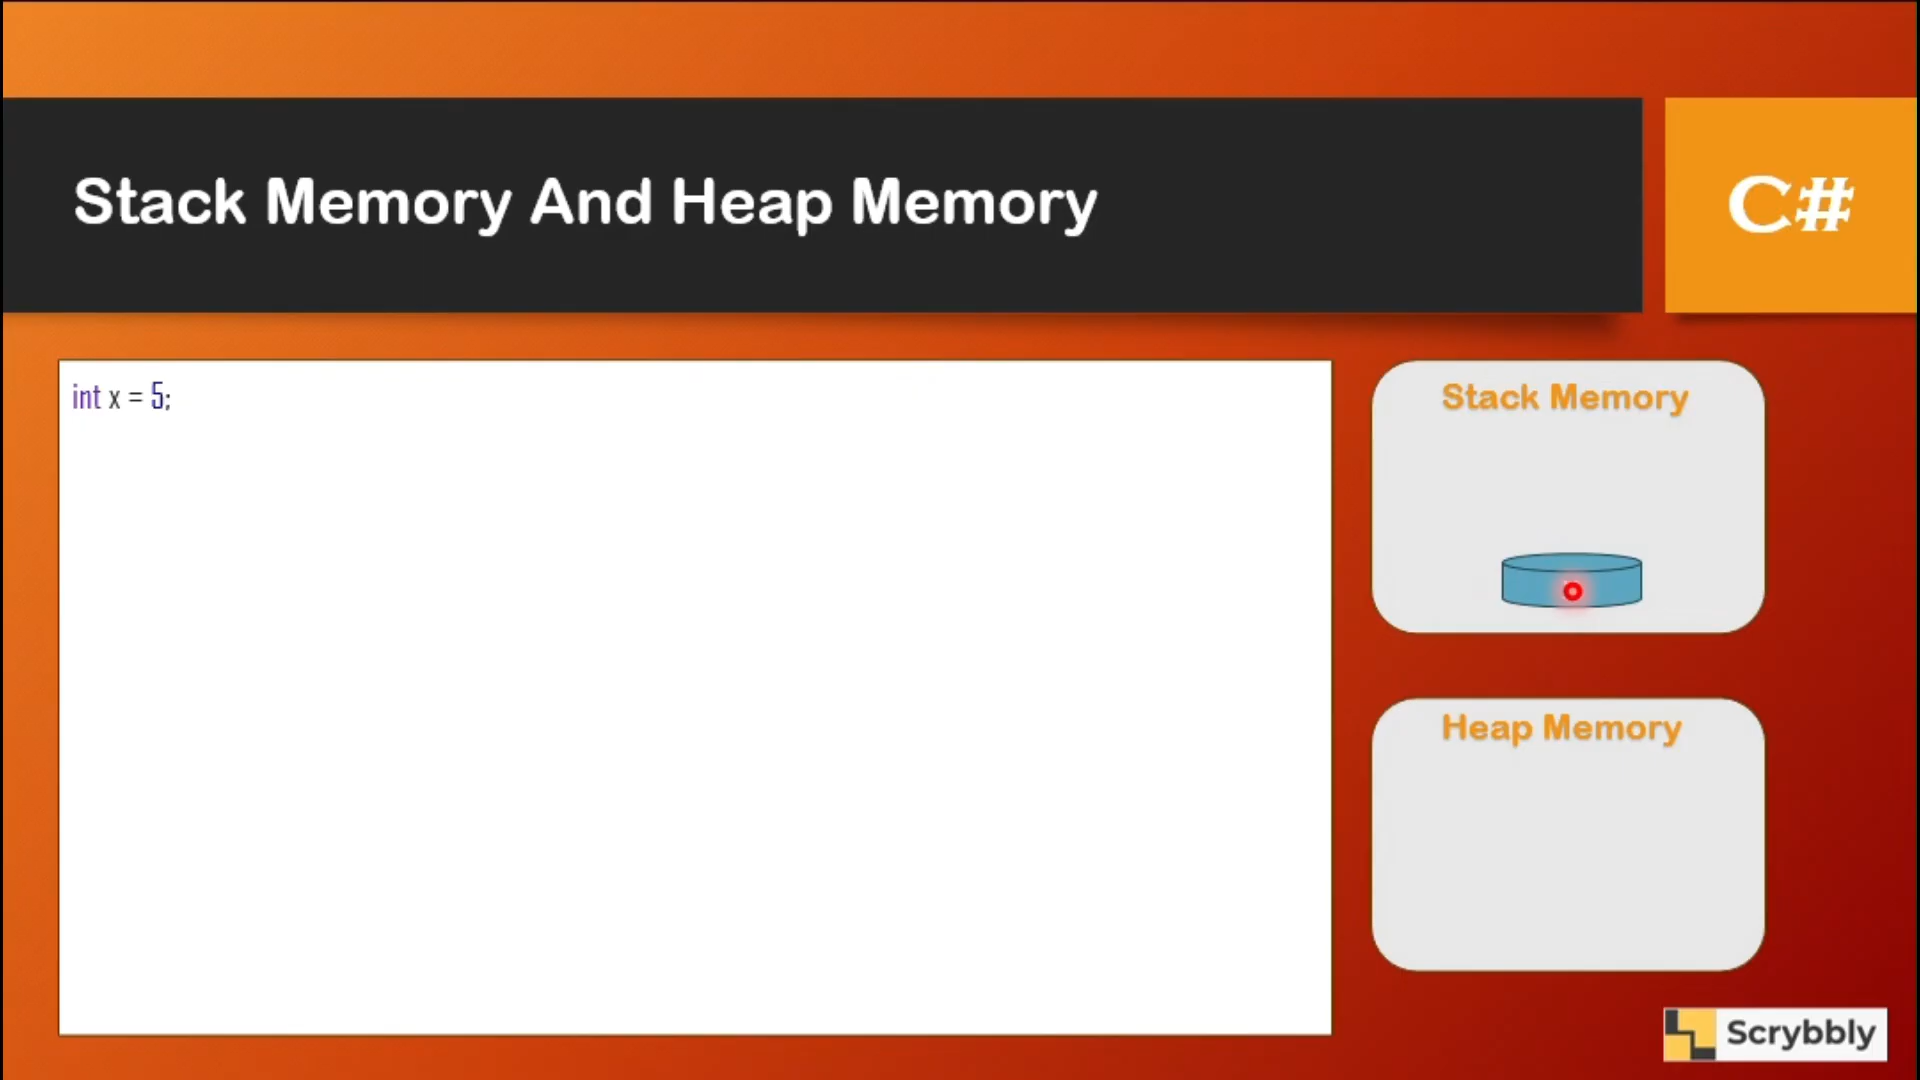 Stack Memory And Heap Memory
C#
int x = 5;
Stack Memory
Heap Memory
Scrybbly